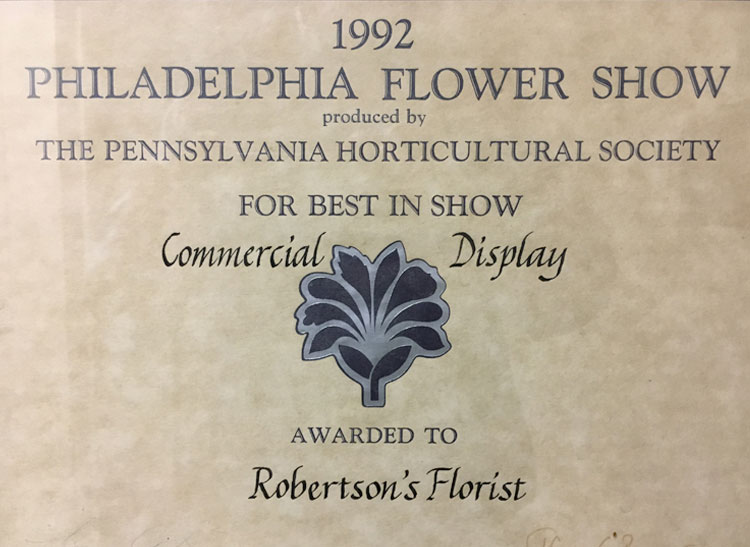 1992
PHILADELPHIA FLOWER SHOW
produced by
THE PENNSYLVANIA HORTICULTURAL SOCIETY
FOR BEST IN SHOW
Commercial Display
AWARDED TO
Robertson's Florist